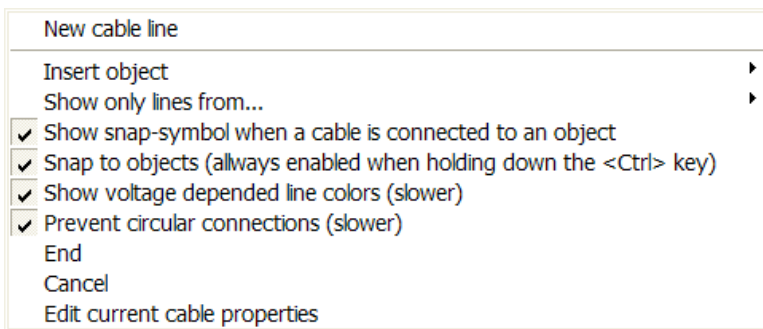 New cable line
Insert object
Show only lines from...
Show snap-symbol when a cable is connected to an object
Snap to objects (allways enabled when holding down the <Ctrl> key)
Show voltage depended line colors (slower)
Prevent circular connections (slower)
End
Cancel
Edit current cable properties